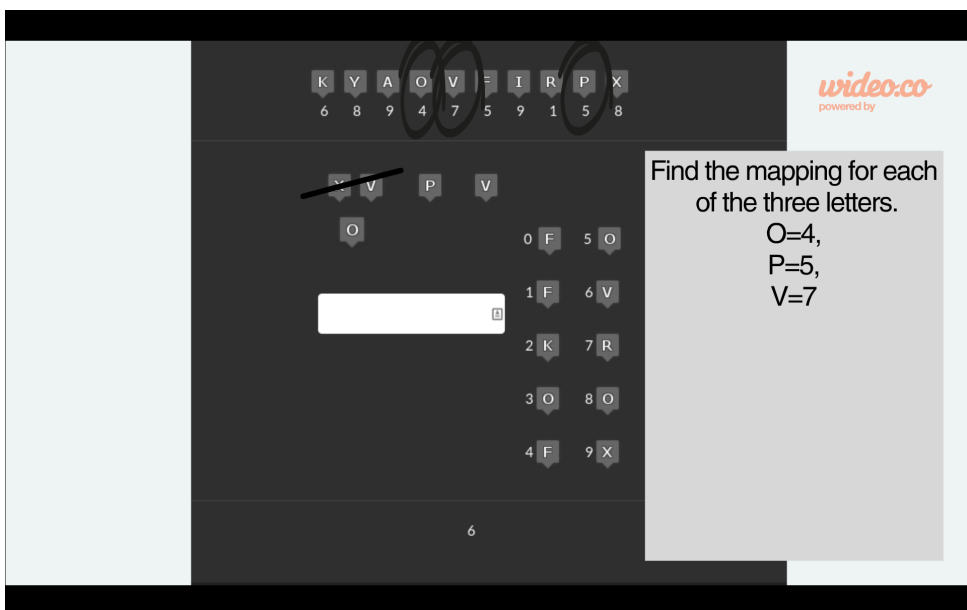 K Y A O V F I R P X
6 8 9 4 7 5 9 1 5 8
X V P V
O
0 F 5 O
1 F 6 V
2 K 7 R
3 O 8 O
4 F 9 X
6
wideo.co
powered by
Find the mapping for each
of the three letters.
O=4,
P=5,
V=7